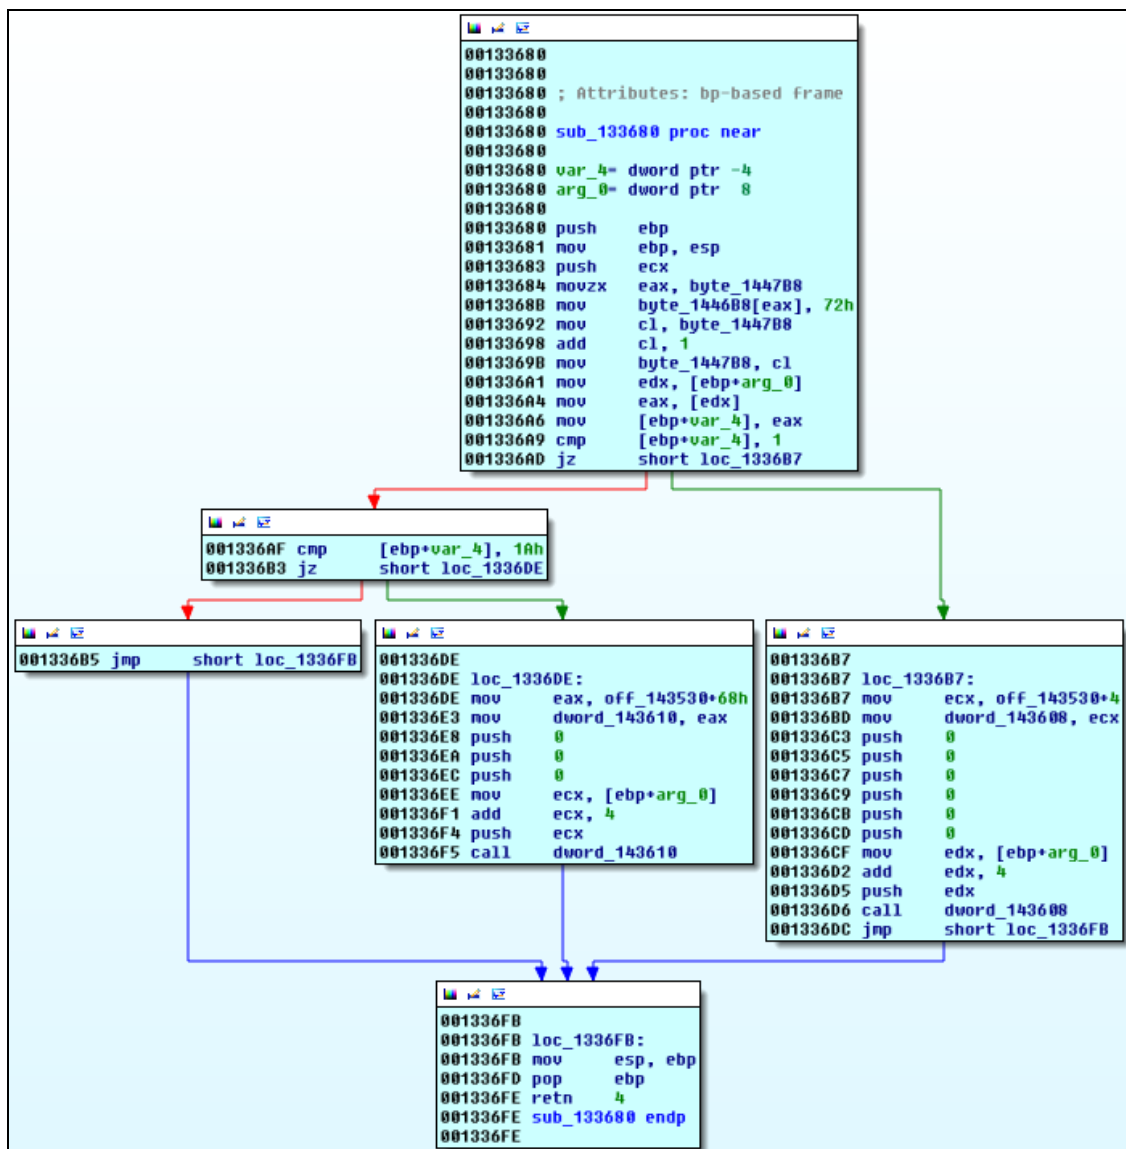 00133680
00133680
00133680 ; Attributes: bp-based frame
00133680
00133680 sub_133680 proc near
00133680
00133680 var_4= dword ptr -4
00133680 arg_0= dword ptr  8
00133680
00133680 push    ebp
00133681 mov     ebp, esp
00133683 push    ecx
00133684 movzx   eax, byte_1447B8
0013368B mov     byte_1446B8[eax], 72h
00133692 mov     cl, byte_1447B8
00133698 add     cl, 1
0013369B mov     byte_1447B8, cl
001336A1 mov     edx, [ebp+arg_0]
001336A4 mov     eax, [edx]
001336A6 mov     [ebp+var_4], eax
001336A9 cmp     [ebp+var_4], 1
001336AD jz      short loc_1336B7
001336AF cmp     [ebp+var_4], 1Ah
001336B3 jz      short loc_1336DE
001336B5 jmp     short loc_1336FB
001336DE
001336DE loc_1336DE:
001336DE mov     eax, off_143530+68h
001336E3 mov     dword_143610, eax
001336E8 push    0
001336EA push    0
001336EC push    0
001336EE mov     ecx, [ebp+arg_0]
001336F1 add     ecx, 4
001336F4 push    ecx
001336F5 call    dword_143610
001336B7
001336B7 loc_1336B7:
001336B7 mov     ecx, off_143530+4
001336BD mov     dword_143608, ecx
001336C3 push    0
001336C5 push    0
001336C7 push    0
001336C9 push    0
001336CB push    0
001336CD push    0
001336CF mov     edx, [ebp+arg_0]
001336D2 add     edx, 4
001336D5 push    edx
001336D6 call    dword_143608
001336DC jmp     short loc_1336FB
001336FB
001336FB loc_1336FB:
001336FB mov     esp, ebp
001336FD pop     ebp
001336FE retn    4
001336FE sub_133680 endp
001336FE